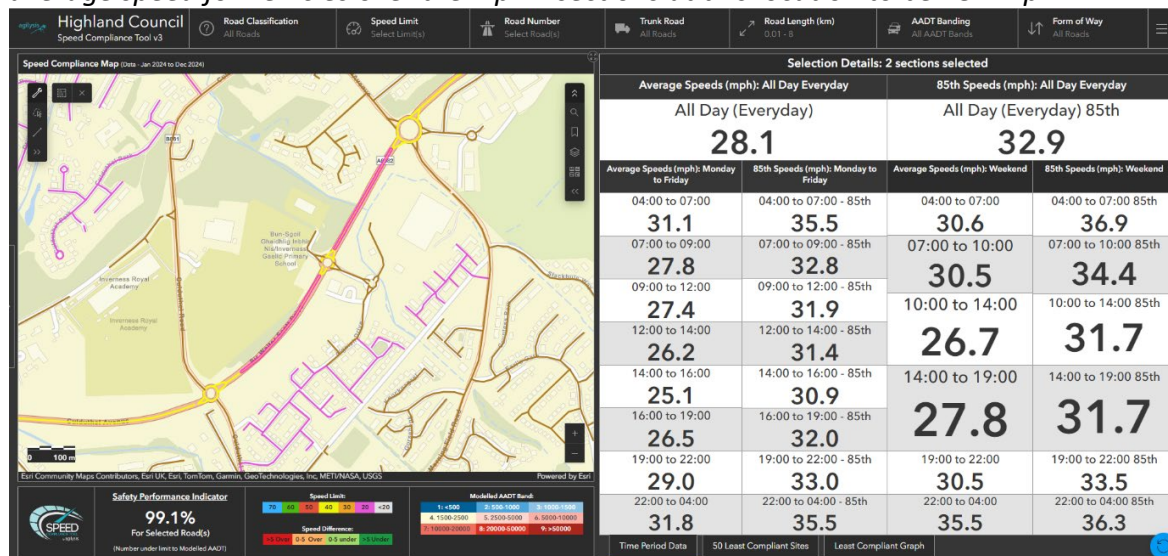 average speed for vehicles over the
agilysis
Highland Council
Speed Compliance Tool v3
Road Classification
All Roads
Speed Limit
Select Limit(s)
Road Number
Select Road(s)
Trunk Road
All Roads
Road Length (km)
0.01 - 8
AADT Banding
All AADT Bands
Form of Way
All Roads
Speed Compliance Map (Data - Jan 2024 to Dec 2024)
B861
A8082
Bun-Sgoil
Ghaidhlig Inbhir
Nis/Inverness
Gaelic Primary
School
Inverness Royal
Academy
Inverness Royal
Academy
0 100 m
Esri Community Maps Contributors, Esri UK, Esri, TomTom, Garmin, GeoTechnologies, Inc, METI/NASA, USGS
Powered by Esri
SPEED
Safety Performance Indicator
99.1%
For Selected Road(s)
(Number under limit to Modelled AADT)
Speed Limit:
70 60 50 40 30 20 <20
Speed Difference:
>5 Over 0-5 Over 0-5 under >5 Under
Modelled AADT Band:
1: <500 2: 500-1000 3: 1000-1500
4. 1500-2500 5. 2500-5000 6. 5000-10000
7: 10000-20000 8: 20000-50000 9: >50000
Selection Details: 2 sections selected
Average Speeds (mph): All Day Everyday
85th Speeds (mph): All Day Everyday
All Day (Everyday)
28.1
All Day (Everyday) 85th
32.9
Average Speeds (mph): Monday to Friday
04:00 to 07:00
31.1
07:00 to 09:00
27.8
09:00 to 12:00
27.4
12:00 to 14:00
26.2
14:00 to 16:00
25.1
16:00 to 19:00
26.5
19:00 to 22:00
29.0
22:00 to 04:00
31.8
85th Speeds (mph): Monday to Friday
04:00 to 07:00 - 85th
35.5
07:00 to 09:00 - 85th
32.8
09:00 to 12:00 - 85th
31.9
12:00 to 14:00 - 85th
31.4
14:00 to 16:00 - 85th
30.9
16:00 to 19:00 - 85th
32.0
19:00 to 22:00 - 85th
33.0
22:00 to 04:00 - 85th
35.5
Average Speeds (mph): Weekend
04:00 to 07:00
30.6
07:00 to 10:00
30.5
10:00 to 14:00
26.7
14:00 to 19:00
27.8
19:00 to 22:00
30.5
22:00 to 04:00
35.5
85th Speeds (mph): Weekend
04:00 to 07:00 85th
36.9
07:00 to 10:00 85th
34.4
10:00 to 14:00 85th
31.7
14:00 to 19:00 85th
31.7
19:00 to 22:00 85th
33.5
22:00 to 04:00 85th
36.3
Time Period Data
50 Least Compliant Sites
Least Compliant Graph